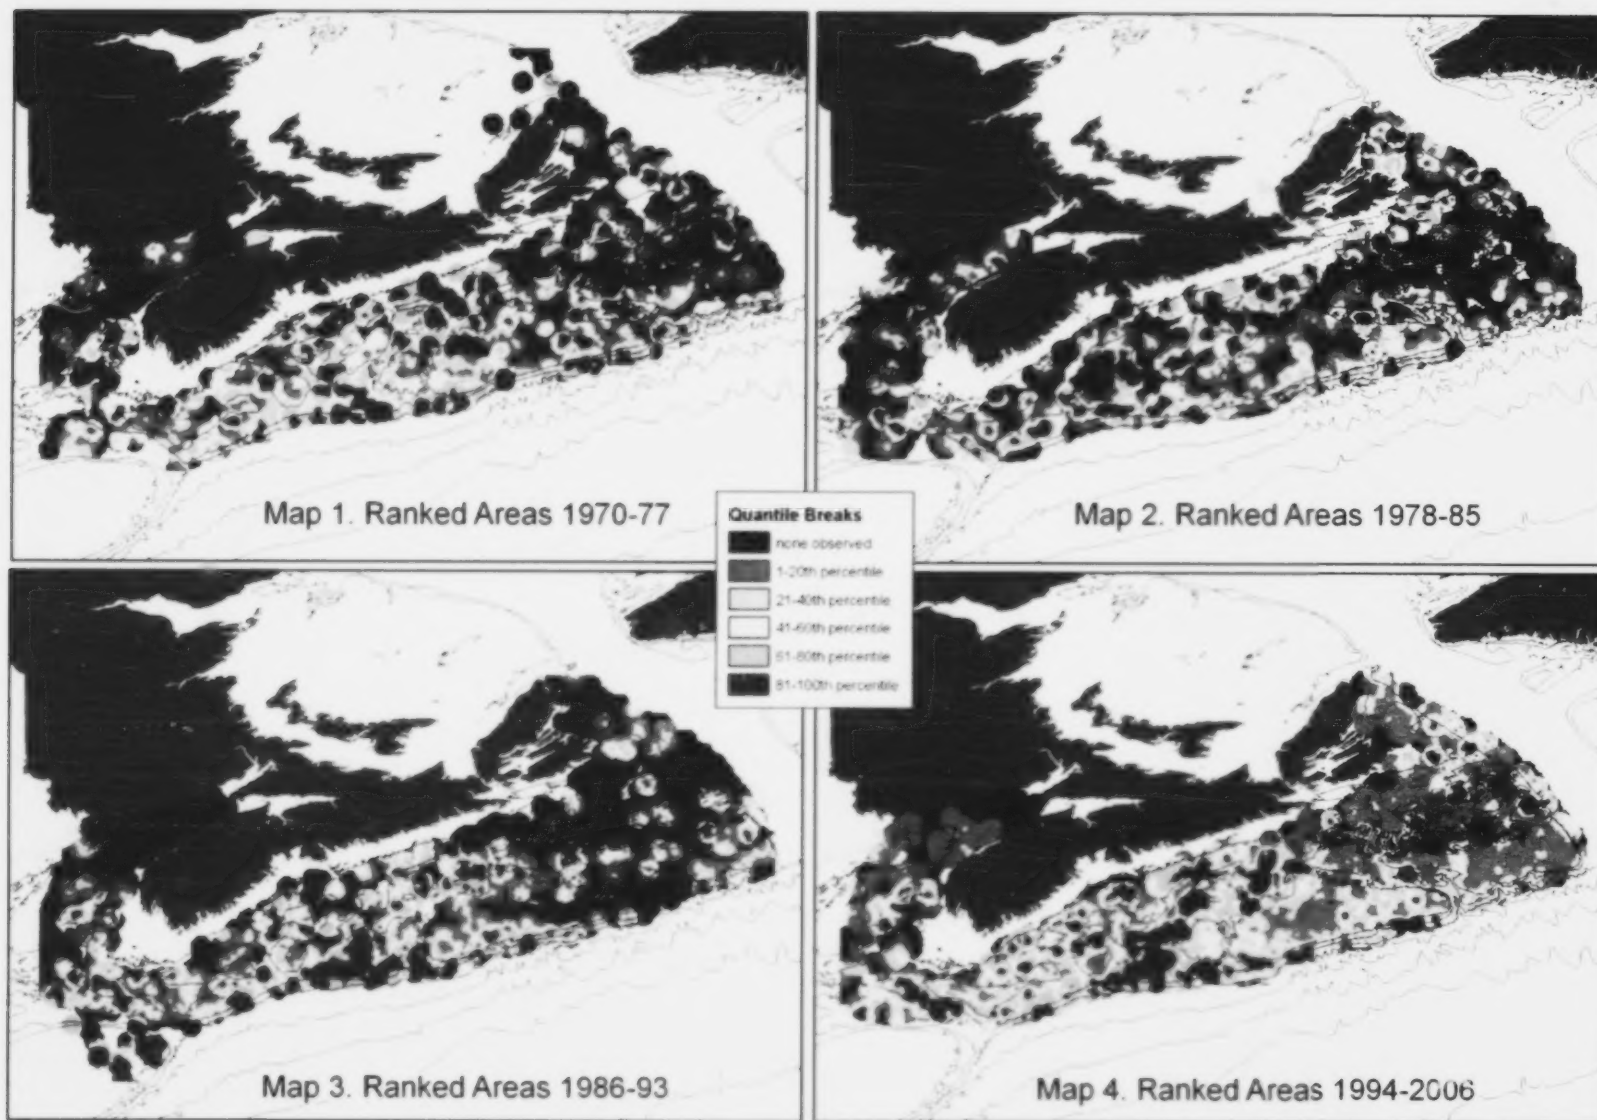 Map 1. Ranked Areas 1970-77
Map 2. Ranked Areas 1978-85
Quantile Breaks
none observed
1-20th percentile
21-40th percentile
41-60th percentile
61-80th percentile
81-100th percentile
Map 3. Ranked Areas 1986-93
Map 4. Ranked Areas 1994-2006